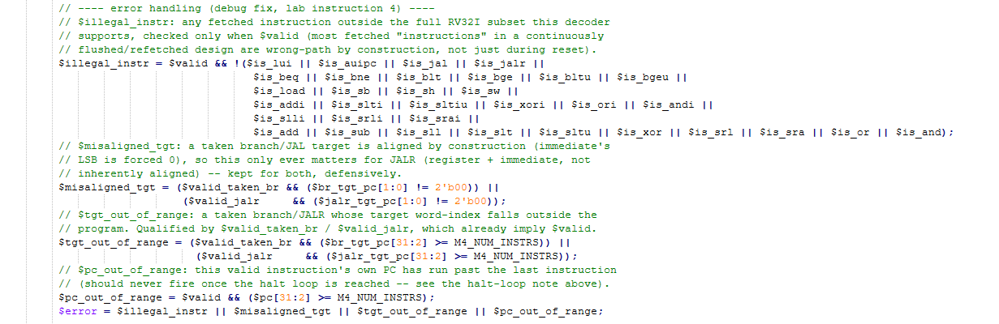 // ---- error handling (debug fix, lab instruction 4) ----
// $illegal_instr: any fetched instruction outside the full RV32I subset this decoder
// supports, checked only when $valid (most fetched "instructions" in a continuously
// flushed/refetched design are wrong-path by construction, not just during reset).
$illegal_instr = $valid && !($is_lui || $is_auipc || $is_jal || $is_jalr ||
$is_beq || $is_bne || $is_blt || $is_bge || $is_bltu || $is_bgeu ||
$is_load || $is_sb || $is_sh || $is_sw ||
$is_addi || $is_slti || $is_sltiu || $is_xori || $is_ori || $is_andi ||
$is_slli || $is_srli || $is_srai ||
$is_add || $is_sub || $is_sll || $is_slt || $is_sltu || $is_xor || $is_srl || $is_sra || $is_or || $is_and);
// $misaligned_tgt: a taken branch/JAL target is aligned by construction (immediate's
// LSB is forced 0), so this only ever matters for JALR (register + immediate, not
// inherently aligned) -- kept for both, defensively.
$misaligned_tgt = ($valid_taken_br && ($br_tgt_pc[1:0] != 2'b00)) ||
($valid_jalr && ($jalr_tgt_pc[1:0] != 2'b00));
// $tgt_out_of_range: a taken branch/JALR whose target word-index falls outside the
// program. Qualified by $valid_taken_br / $valid_jalr, which already imply $valid.
$tgt_out_of_range = ($valid_taken_br && ($br_tgt_pc[31:2] >= M4_NUM_INSTRS)) ||
($valid_jalr && ($jalr_tgt_pc[31:2] >= M4_NUM_INSTRS));
// $pc_out_of_range: this valid instruction's own PC has run past the last instruction
// (should never fire once the halt loop is reached -- see the halt-loop note above).
$pc_out_of_range = $valid && ($pc[31:2] >= M4_NUM_INSTRS);
$error = $illegal_instr || $misaligned_tgt || $tgt_out_of_range || $pc_out_of_range;